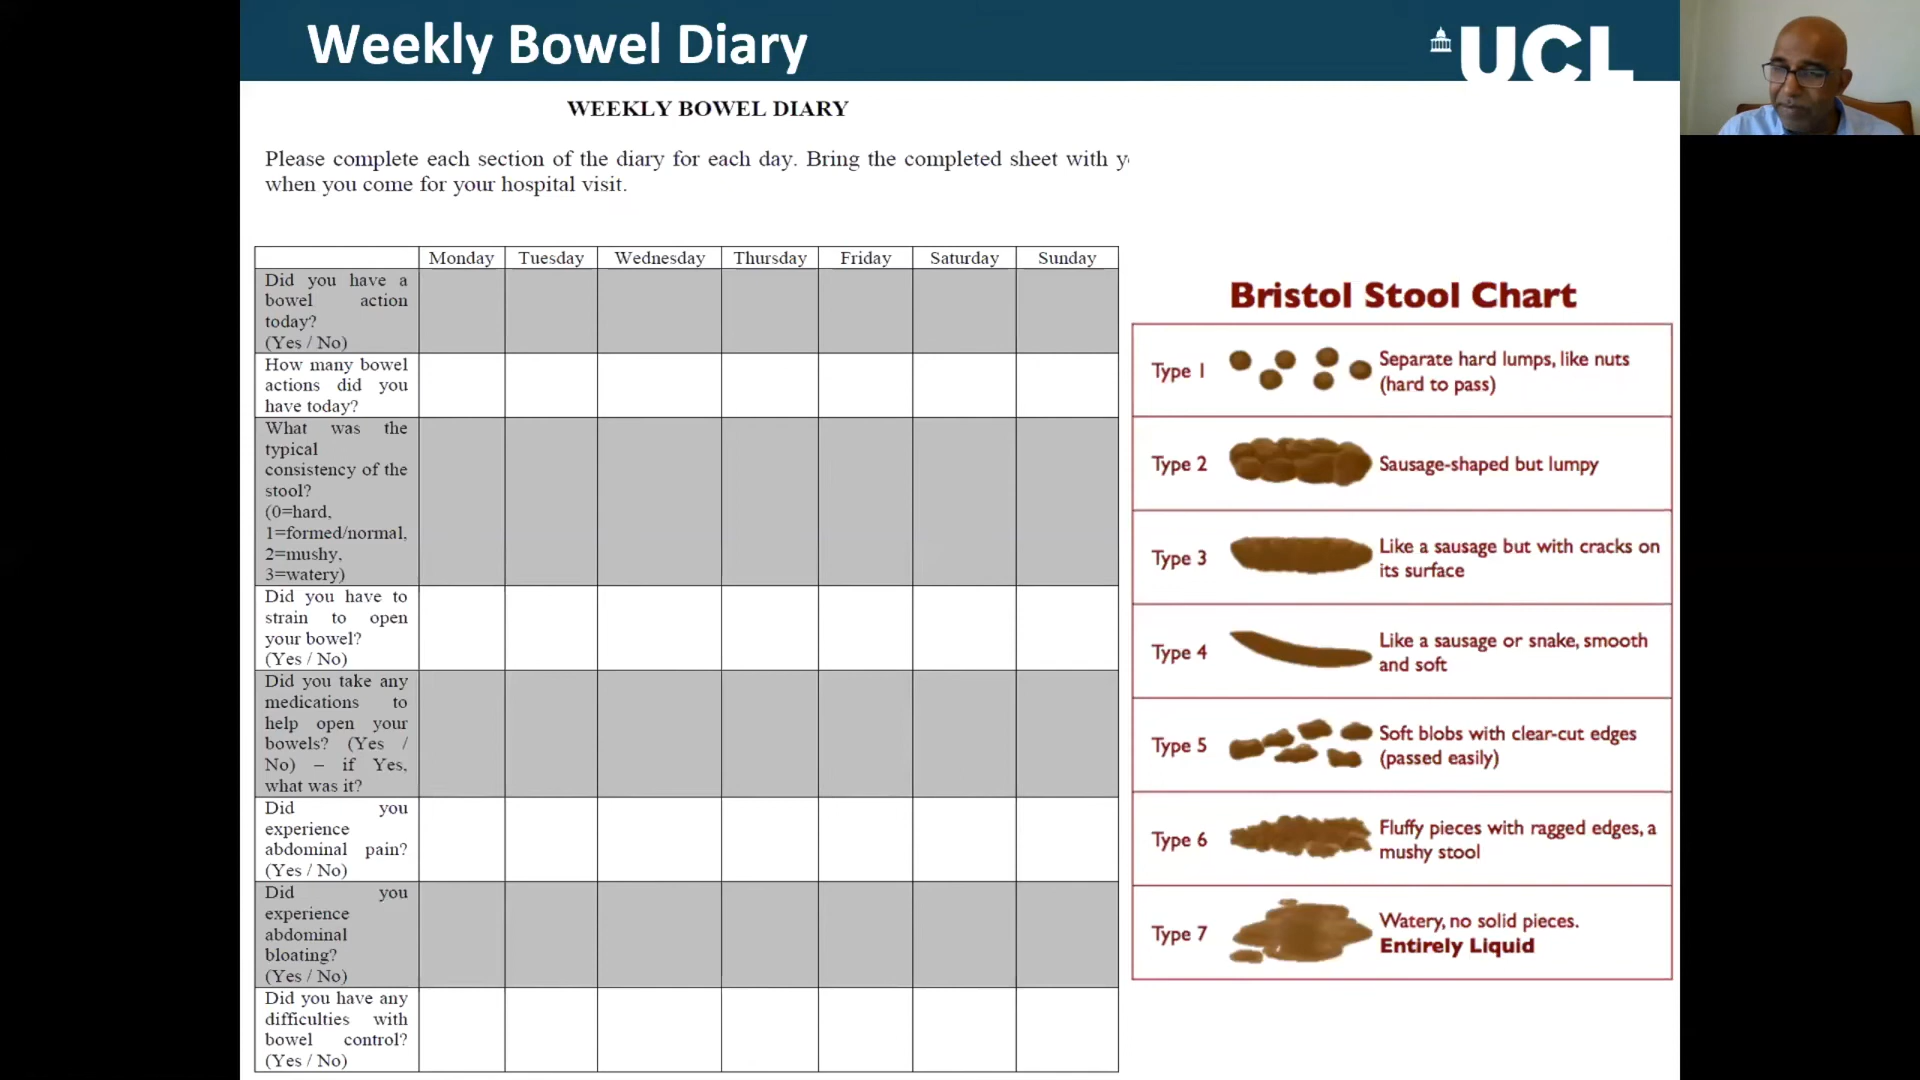 Weekly Bowel Diary
UCL
WEEKLY BOWEL DIARY
Please complete each section of the diary for each day. Bring the completed sheet with
when you come for your hospital visit.
Monday Tuesday Wednesday Thursday Friday Saturday Sunday
Did you have a
bowel action
today?
(Yes / No)
How many bowel
actions did you
have today?
What was the
typical
consistency of the
stool?
(0=hard,
1=formed/normal,
2=mushy,
3=watery)
Did you have to
strain to open
your bowel?
(Yes / No)
Did you take any
medications to
help open your
bowels? (Yes /
No) – if Yes,
what was it?
Did you
experience
abdominal pain?
(Yes / No)
Did you
experience
abdominal
bloating?
(Yes / No)
Did you have any
difficulties with
bowel control?
(Yes / No)
Bristol Stool Chart
Type 1
Separate hard lumps, like nuts
(hard to pass)
Type 2
Sausage-shaped but lumpy
Type 3
Like a sausage but with cracks on
its surface
Type 4
Like a sausage or snake, smooth
and soft
Type 5
Soft blobs with clear-cut edges
(passed easily)
Type 6
Fluffy pieces with ragged edges, a
mushy stool
Type 7
Watery, no solid pieces.
Entirely Liquid